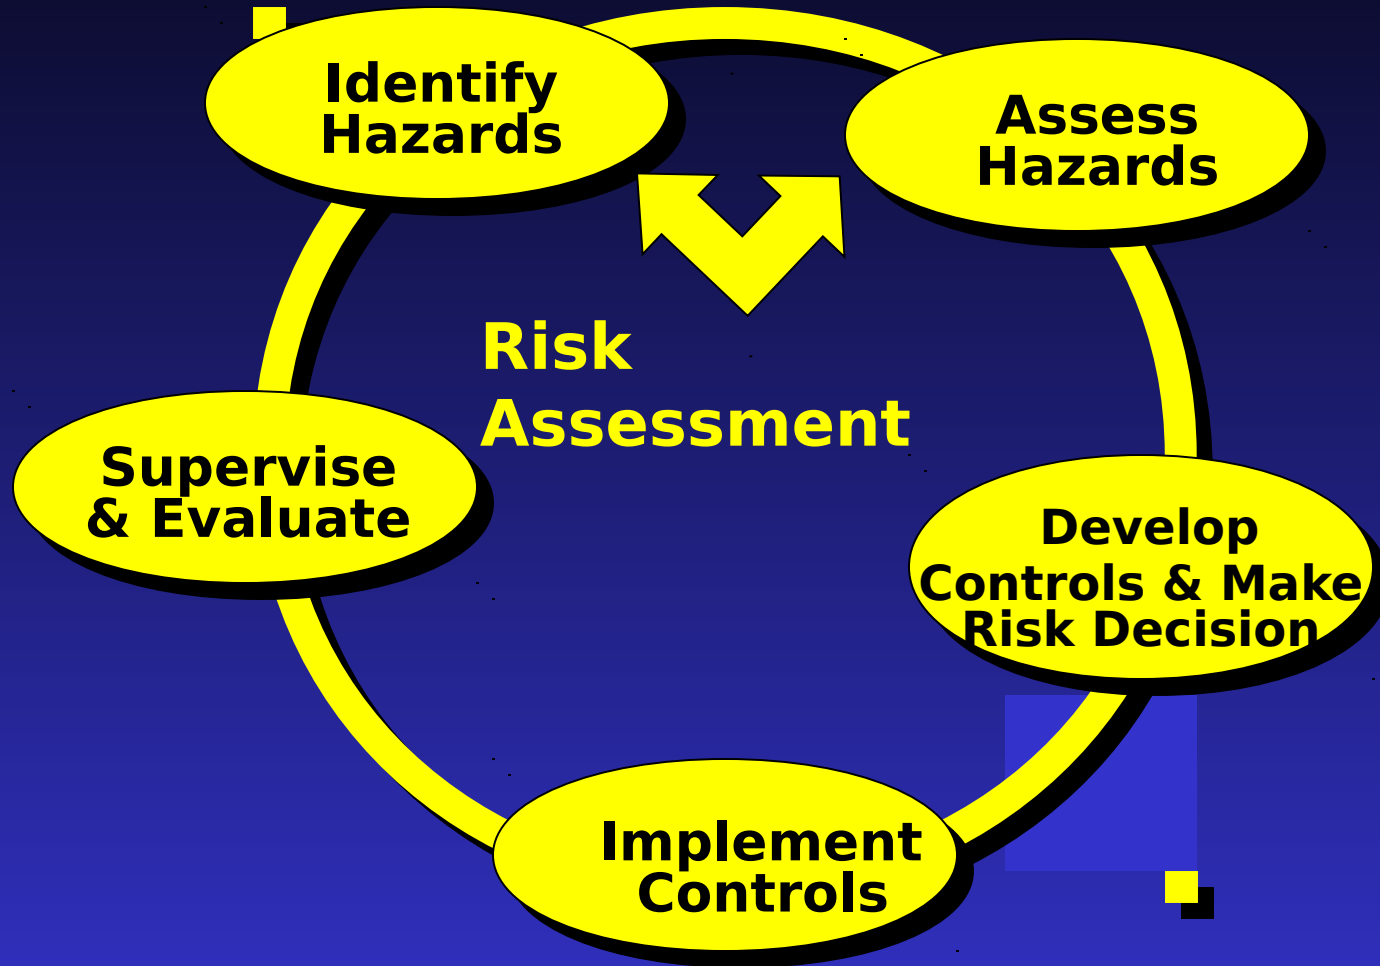 Identify
Hazards
Assess
Hazards
Risk
Assessment
Supervise
& Evaluate
Develop
Controls & Make
Risk Decision
Implement
Controls